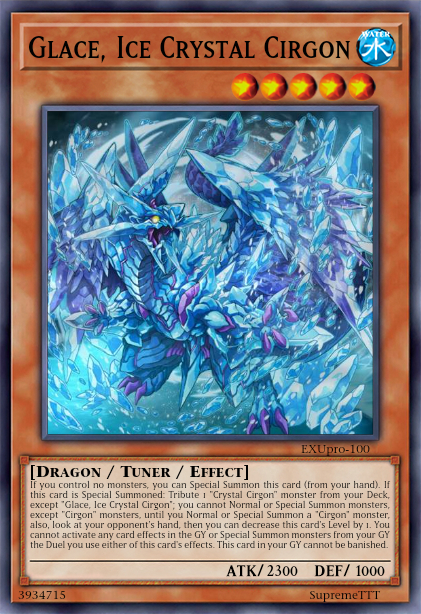 Glace, Ice Crystal Cirgon
WATER
水
EXUpro-100
[Dragon / Tuner / Effect]
If you control no monsters, you can Special Summon this card (from your hand). If
this card is Special Summoned: Tribute 1 "Crystal Cirgon" monster from your Deck,
except "Glace, Ice Crystal Cirgon"; you cannot Normal or Special Summon monsters,
except "Cirgon" monsters, until you Normal or Special Summon a "Cirgon" monster,
also, look at your opponent's hand, then you can decrease this card's Level by 1. You
cannot activate any card effects in the GY or Special Summon monsters from your GY
the Duel you use either of this card's effects. This card in your GY cannot be banished.
ATK/2300 DEF/1000
3934715 SupremeTTT